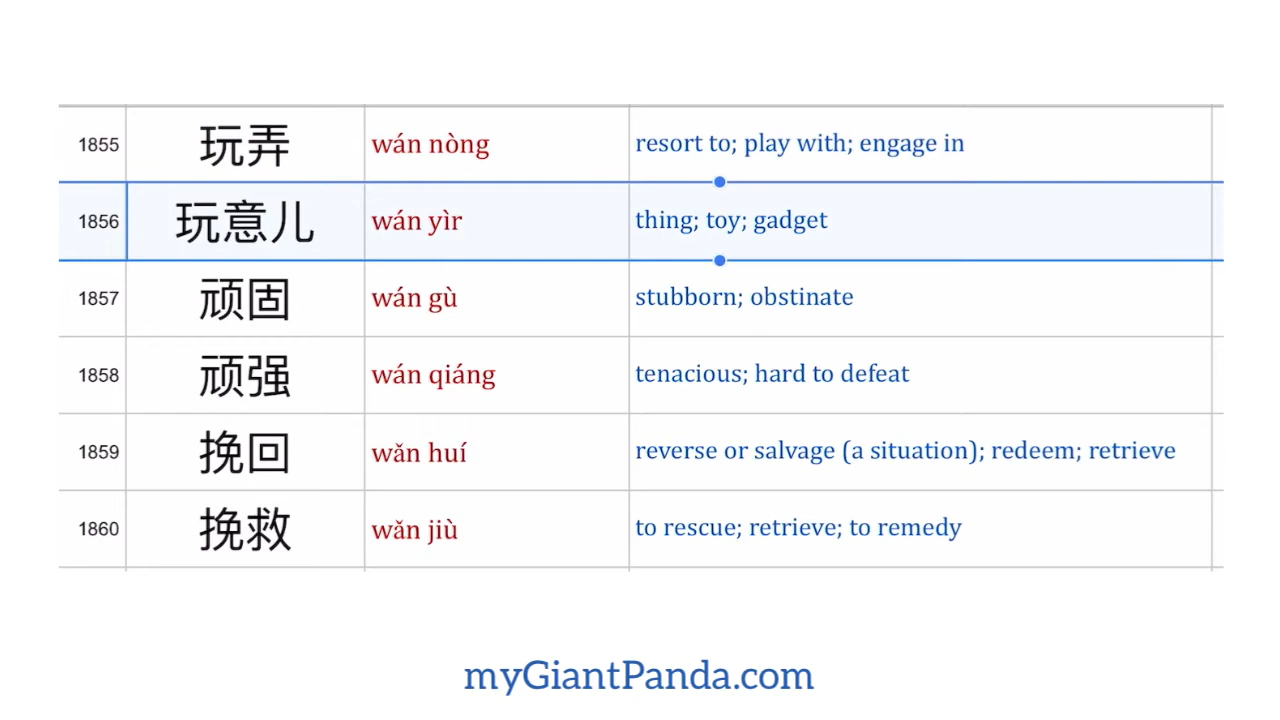 1855 玩弄 wán nòng resort to; play with; engage in
1856 玩意儿 wán yìr thing; toy; gadget
1857 顽固 wán gù stubborn; obstinate
1858 顽强 wán qiáng tenacious; hard to defeat
1859 挽回 wǎn huí reverse or salvage (a situation); redeem; retrieve
1860 挽救 wǎn jiù to rescue; retrieve; to remedy
myGiantPanda.com